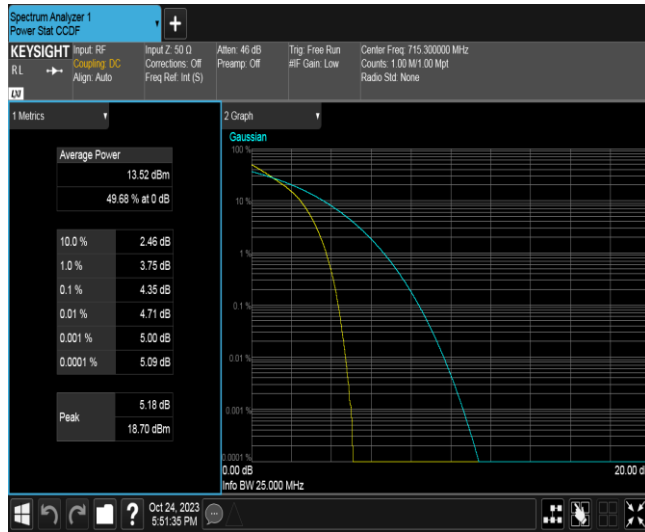 Spectrum Analyzer 1
Power Stat CCDF
+
KEYSIGHT
RL
LXI
Input: RF
Coupling: DC
Align: Auto
Input Z: 50 Ω
Corrections: Off
Freq Ref: Int (S)
Atten: 46 dB
Preamp: Off
Trig: Free Run
#IF Gain: Low
Center Freq: 715.300000 MHz
Counts: 1.00 M/1.00 Mpt
Radio Std: None
1 Metrics
Average Power
13.52 dBm
49.68 % at 0 dB
10.0 % 2.46 dB
1.0 % 3.75 dB
0.1 % 4.35 dB
0.01 % 4.71 dB
0.001 % 5.00 dB
0.0001 % 5.09 dB
Peak
5.18 dB
18.70 dBm
2 Graph
Gaussian
100 %
10 %
1 %
0.1 %
0.01 %
0.001 %
0.0001 %
0.00 dB
20.00 d
Info BW 25.000 MHz
?
Oct 24, 2023
5:51:35 PM